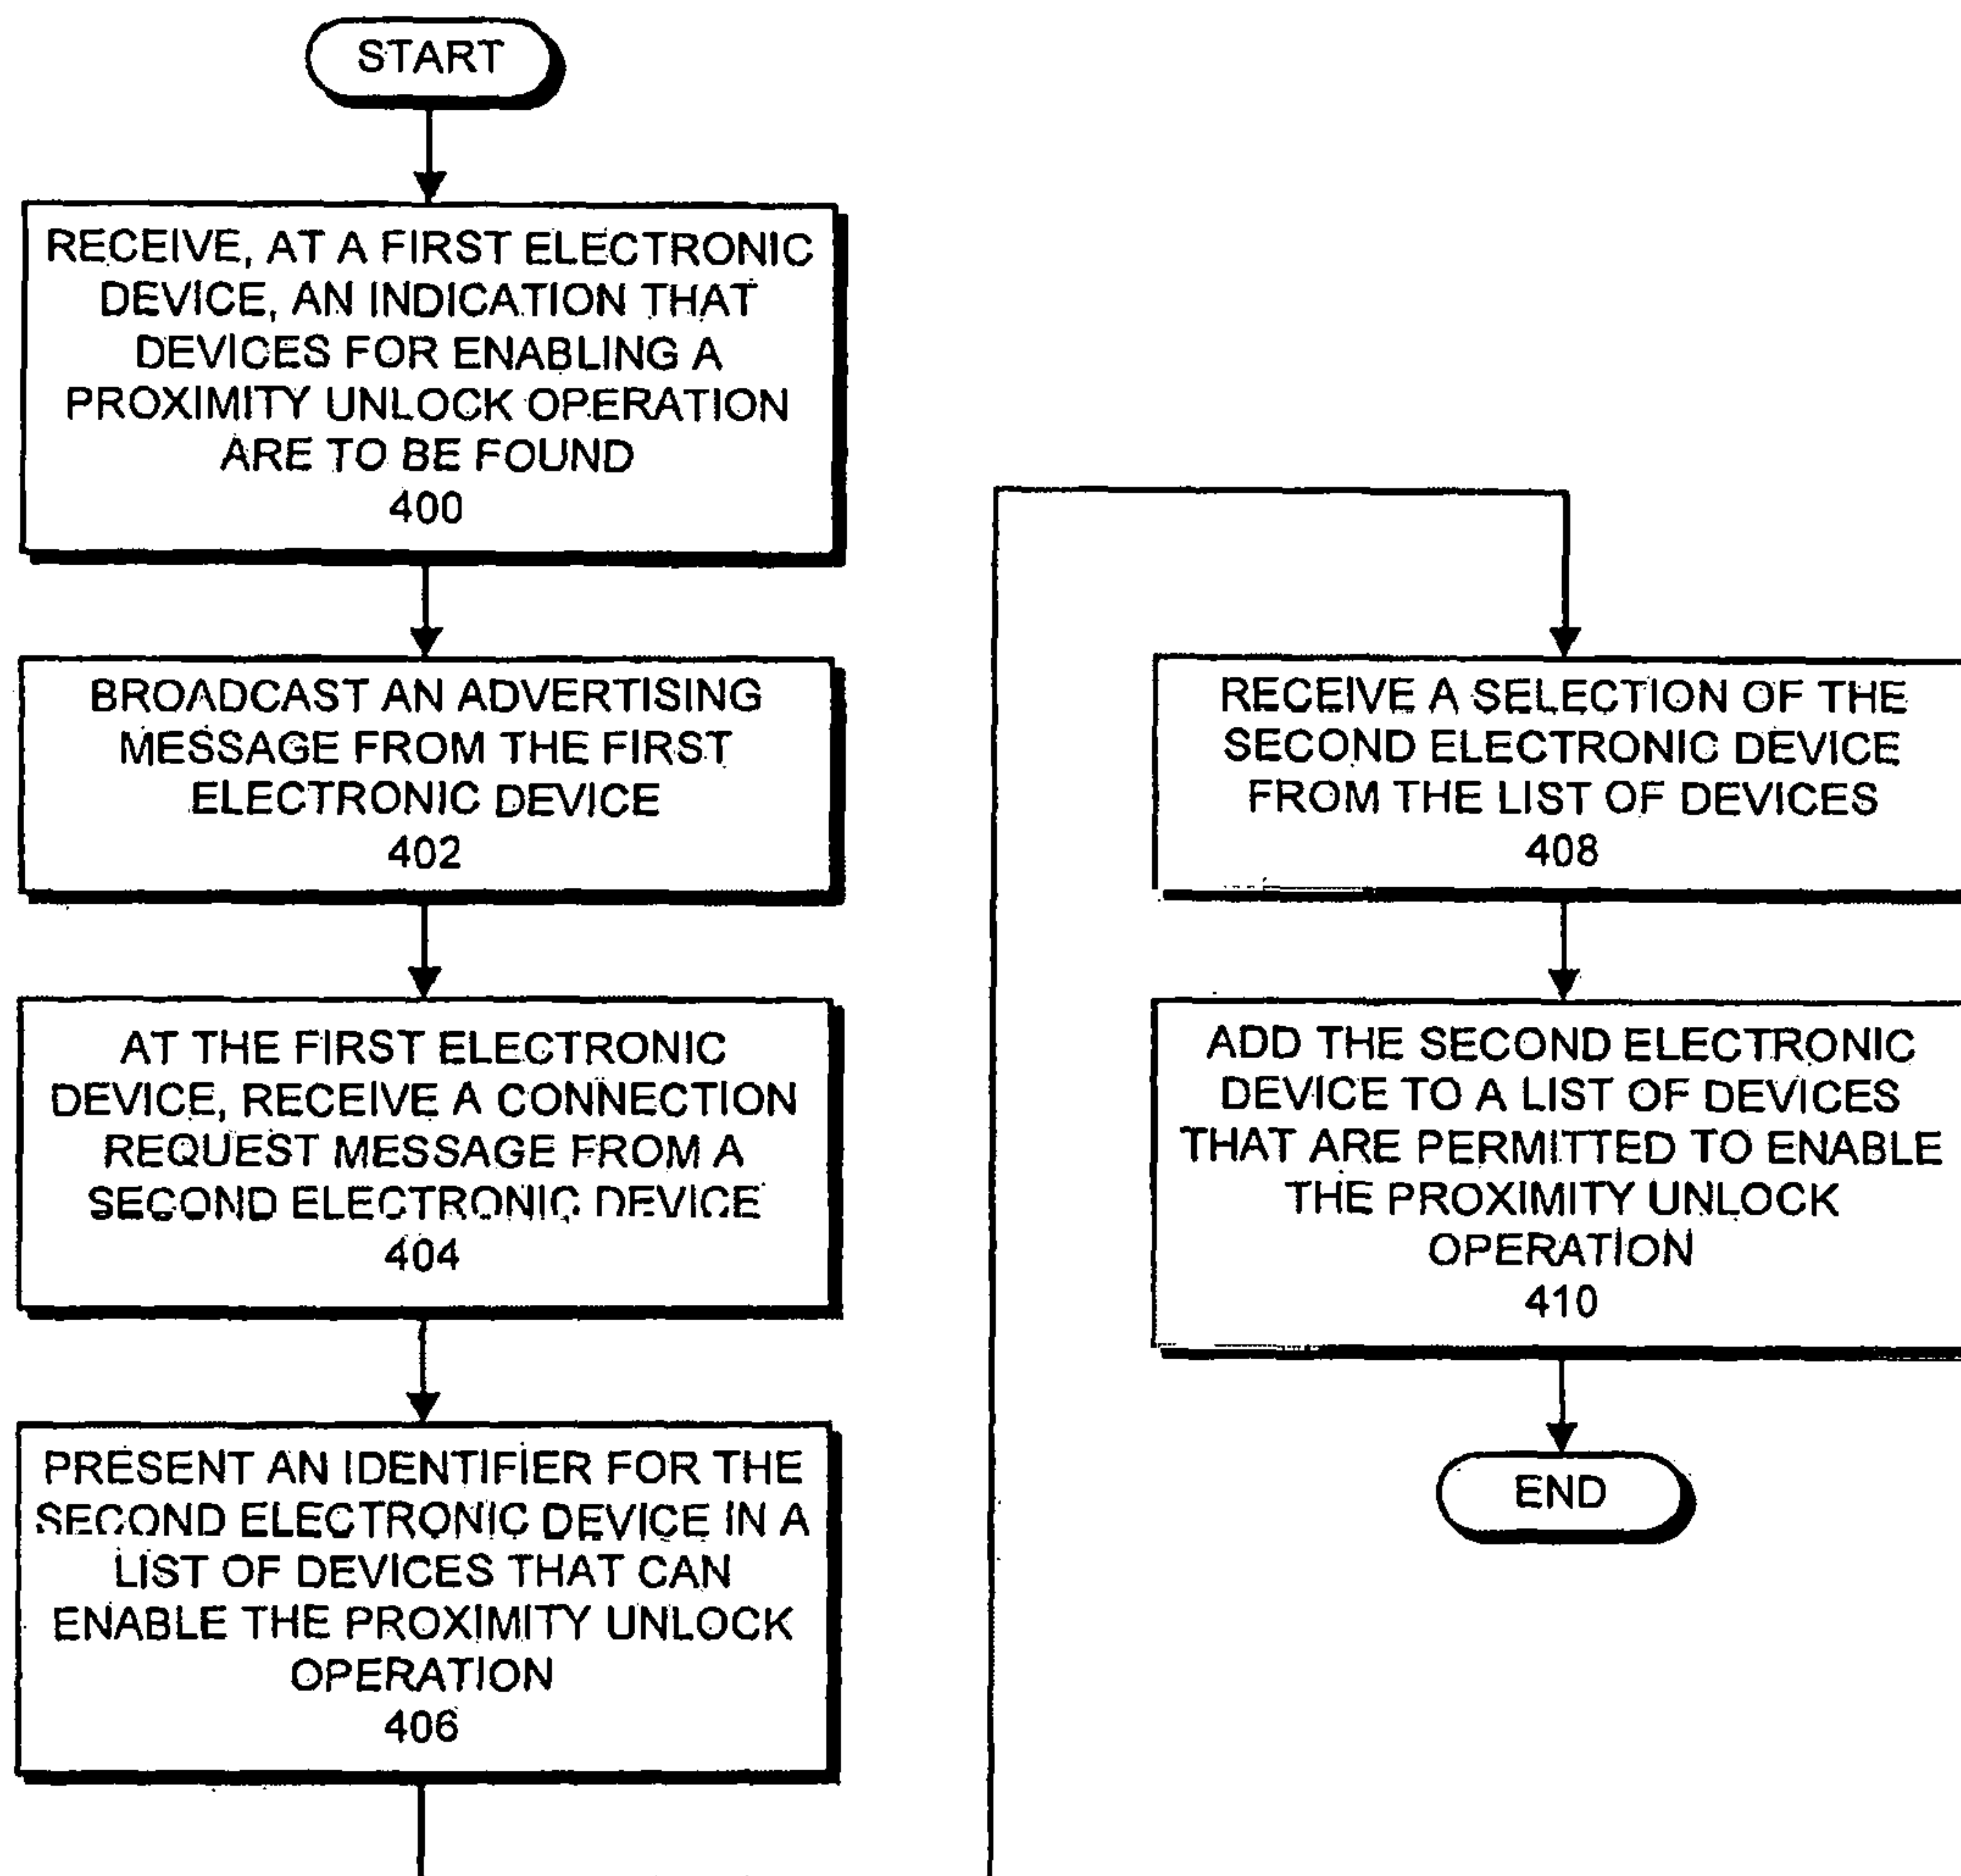 START
RECEIVE, AT A FIRST ELECTRONIC
DEVICE, AN INDICATION THAT
DEVICES FOR ENABLING A
PROXIMITY UNLOCK OPERATION
ARE TO BE FOUND
400
BROADCAST AN ADVERTISING
MESSAGE FROM THE FIRST
ELECTRONIC DEVICE
402
AT THE FIRST ELECTRONIC
DEVICE, RECEIVE A CONNECTION
REQUEST MESSAGE FROM A
SECOND ELECTRONIC DEVICE
404
PRESENT AN IDENTIFIER FOR THE
SECOND ELECTRONIC DEVICE IN A
LIST OF DEVICES THAT CAN
ENABLE THE PROXIMITY UNLOCK
OPERATION
406
RECEIVE A SELECTION OF THE
SECOND ELECTRONIC DEVICE
FROM THE LIST OF DEVICES
408
ADD THE SECOND ELECTRONIC
DEVICE TO A LIST OF DEVICES
THAT ARE PERMITTED TO ENABLE
THE PROXIMITY UNLOCK
OPERATION
410
END